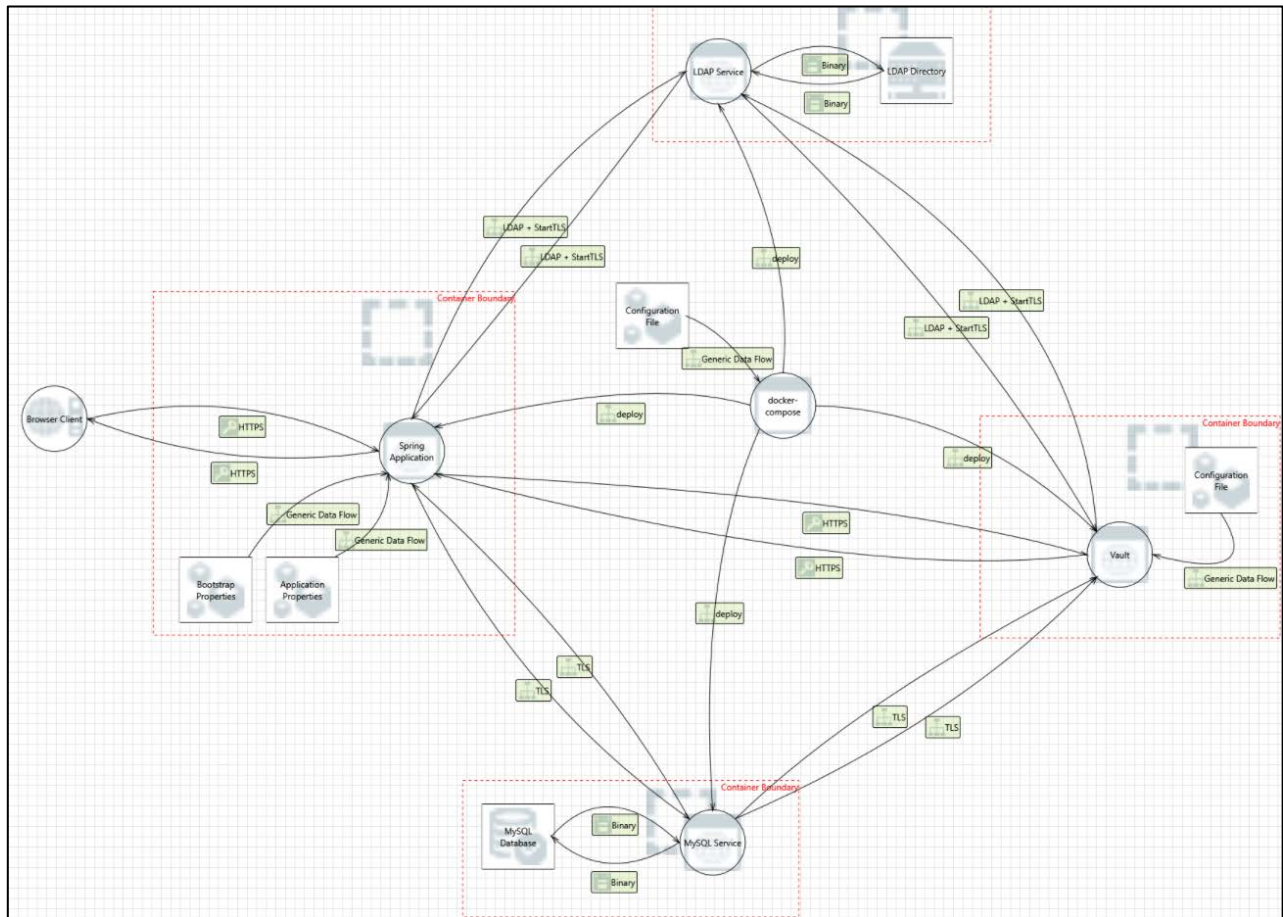 LDAP Service
Binary
LDAP Directory
Binary
LDAP + StartTLS
LDAP + StartTLS
deploy
Container Boundary
Configuration
File
LDAP + StartTLS
LDAP + StartTLS
Generic Data Flow
docker-
compose
deploy
Browser Client
HTTPS
HTTPS
Spring
Application
Container Boundary
Configuration
File
deploy
Generic Data Flow
Generic Data Flow
HTTPS
HTTPS
Vault
Generic Data Flow
Bootstrap
Properties
Application
Properties
deploy
TLS
TLS
TLS
TLS
Container Boundary
MySQL
Database
Binary
MySQL Service
Binary